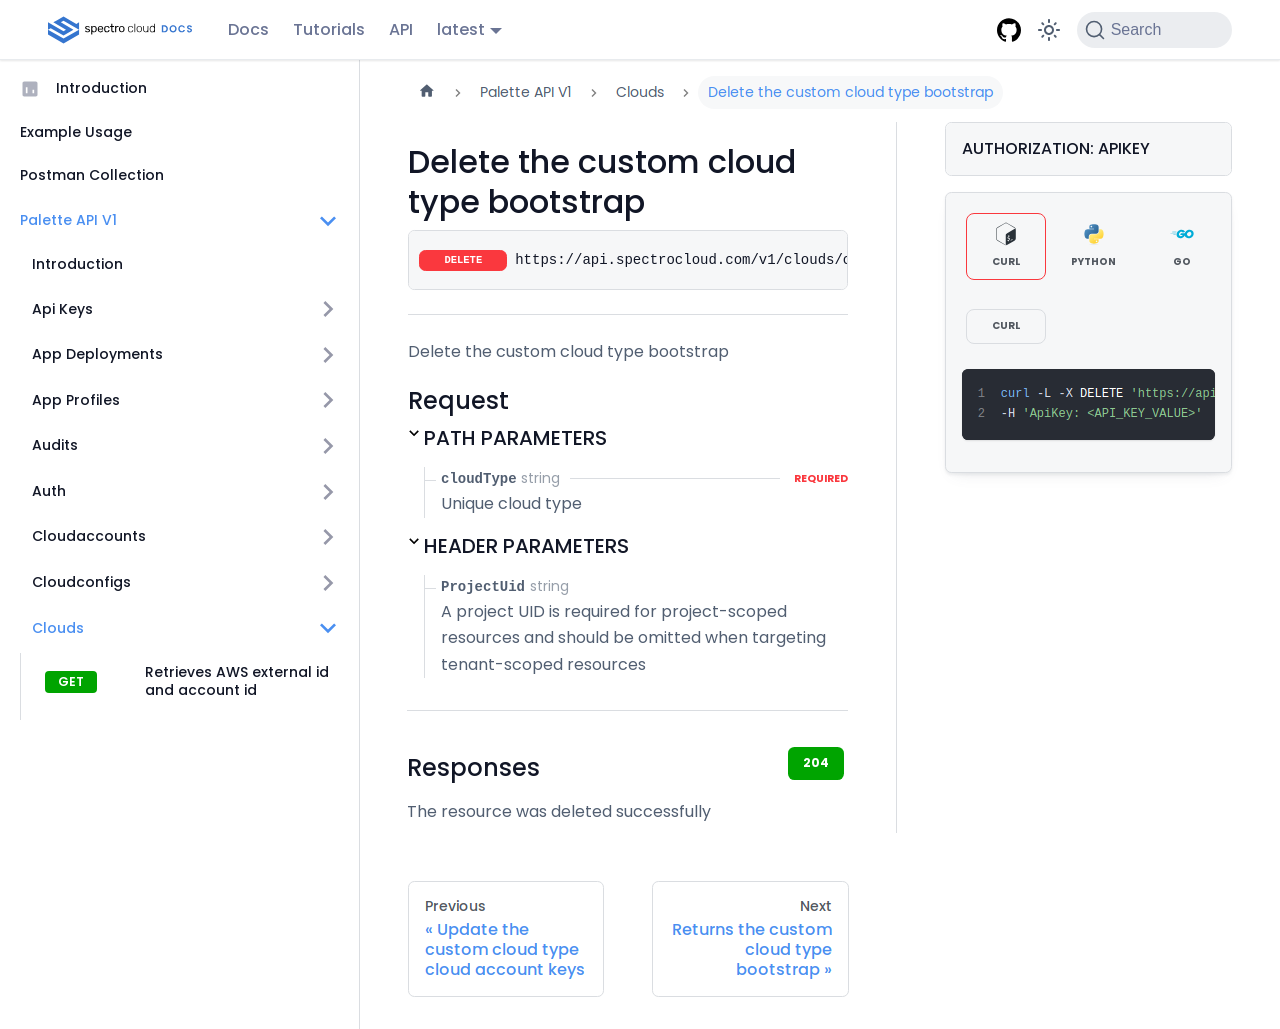 spectro cloud DOCS
Docs
Tutorials
API
latest
Search
Introduction
Example Usage
Postman Collection
Palette API V1
Introduction
Api Keys
App Deployments
App Profiles
Audits
Auth
Cloudaccounts
Cloudconfigs
Clouds
GET
Retrieves AWS external id
and account id
Palette API V1
Clouds
Delete the custom cloud type bootstrap
Delete the custom cloud
type bootstrap
DELETE https://api.spectrocloud.com/v1/clouds/
Delete the custom cloud type bootstrap
Request
PATH PARAMETERS
cloudType string REQUIRED
Unique cloud type
HEADER PARAMETERS
ProjectUid string
A project UID is required for project-scoped
resources and should be omitted when targeting
tenant-scoped resources
Responses
204
The resource was deleted successfully
Previous
« Update the
custom cloud type
cloud account keys
Next
Returns the custom
cloud type
bootstrap »
AUTHORIZATION: APIKEY
CURL
PYTHON
GO
GO
CURL
1 curl -L -X DELETE 'https://api
2 -H 'ApiKey: <API_KEY_VALUE>'